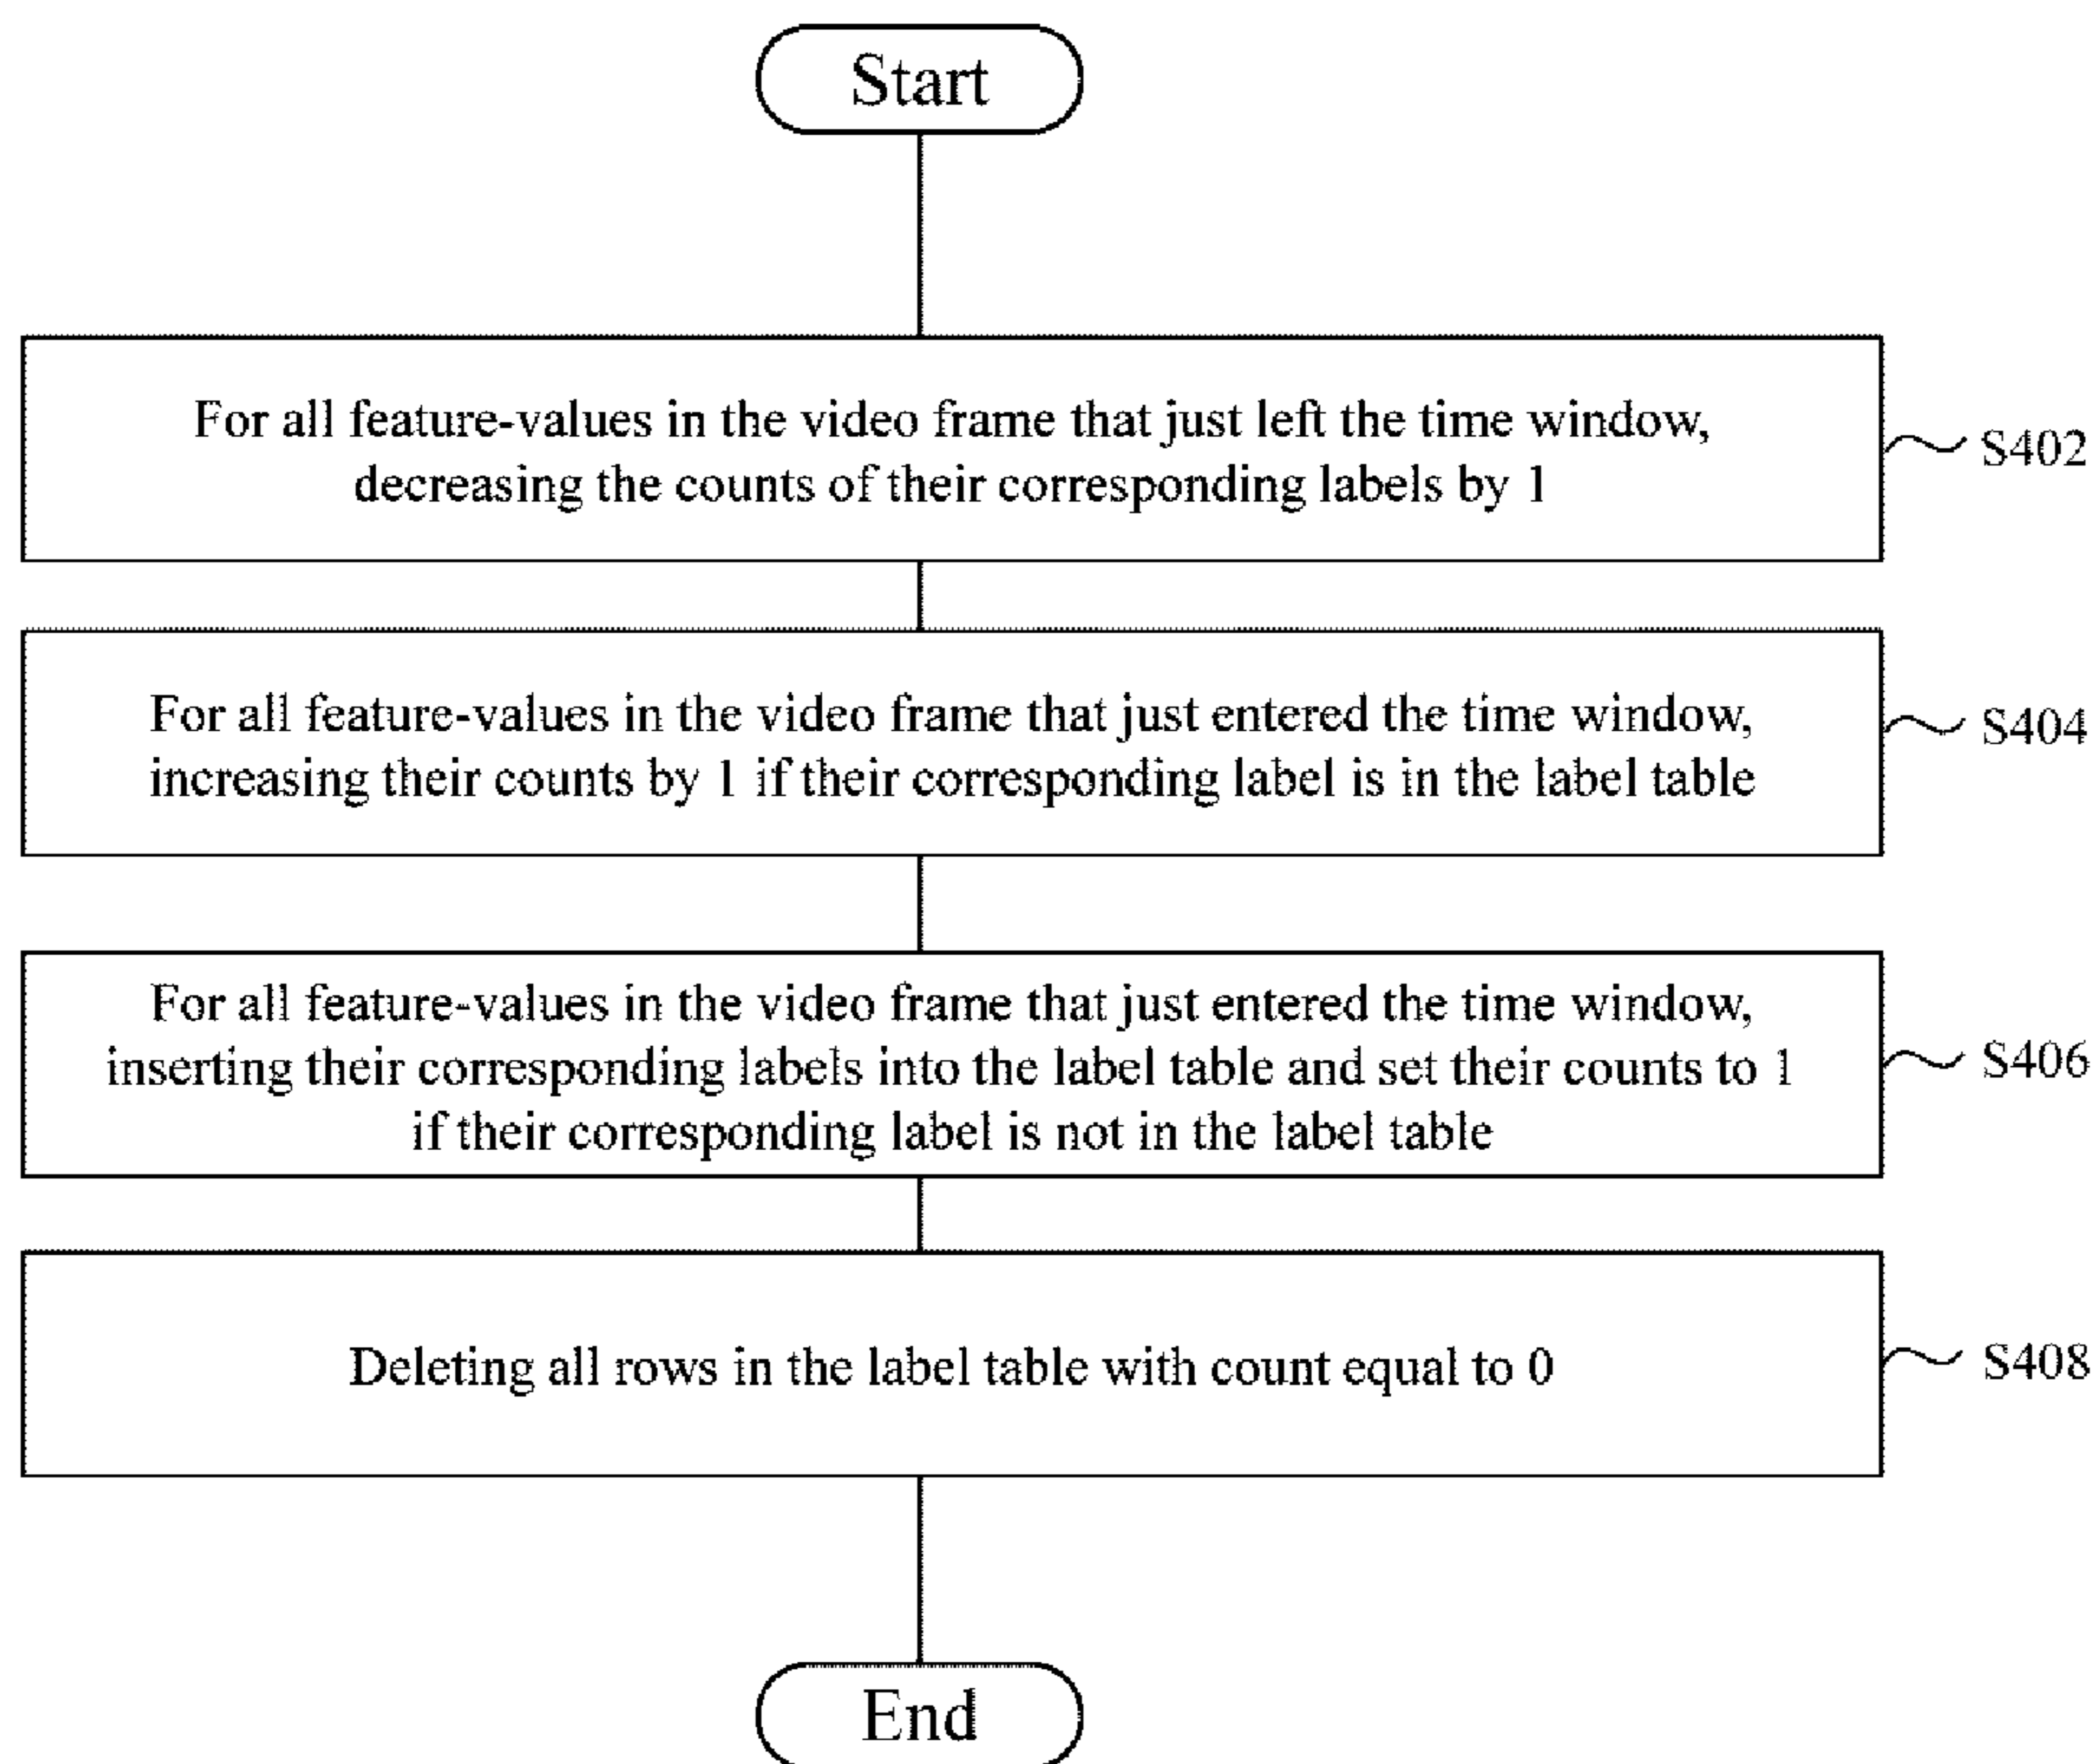 Start
For all feature-values in the video frame that just left the time window,
decreasing the counts of their corresponding labels by 1
S402
For all feature-values in the video frame that just entered the time window,
increasing their counts by 1 if their corresponding label is in the label table
S404
For all feature-values in the video frame that just entered the time window,
inserting their corresponding labels into the label table and set their counts to 1
if their corresponding label is not in the label table
S406
Deleting all rows in the label table with count equal to 0
S408
End